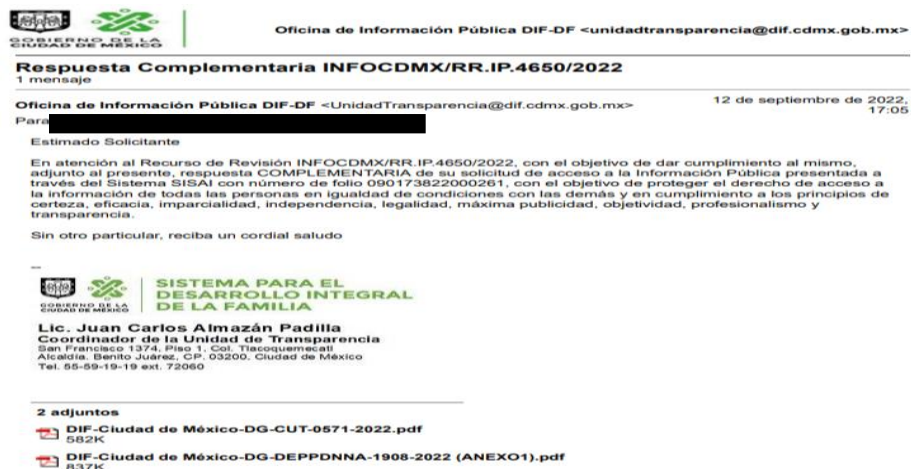 GOBIERNO DE LA
CIUDAD DE MÉXICO
Oficina de Información Pública DIF-DF <unidadtransparencia@dif.cdmx.gob.mx>
Respuesta Complementaria INFOCDMX/RR.IP.4650/2022
1 mensaje
Oficina de Información Pública DIF-DF <UnidadTransparencia@dif.cdmx.gob.mx>
12 de septiembre de 2022,
17:05
Para
Estimado Solicitante
En atención al Recurso de Revisión INFOCDMX/RR.IP.4650/2022, con el objetivo de dar cumplimiento al mismo,
adjunto al presente, respuesta COMPLEMENTARIA de su solicitud de acceso a la Información Pública presentada a
través del Sistema SISAI con número de folio 090173822000261, con el objetivo de proteger el derecho de acceso a
la información de todas las personas en igualdad de condiciones con las demás y en cumplimiento a los principios de
certeza, eficacia, imparcialidad, independencia, legalidad, máxima publicidad, objetividad, profesionalismo y
transparencia.
Sin otro particular, reciba un cordial saludo
--
GOBIERNO DE LA
CIUDAD DE MÉXICO
SISTEMA PARA EL
DESARROLLO INTEGRAL
DE LA FAMILIA
Lic. Juan Carlos Almazán Padilla
Coordinador de la Unidad de Transparencia
San Francisco 1374, Piso 1, Col. Tlacoquemecatl
Alcaldía. Benito Juárez, CP. 03200, Ciudad de México
Tel. 55-59-19-19 ext. 72060
2 adjuntos
DIF-Ciudad de México-DG-CUT-0571-2022.pdf
582K
DIF-Ciudad de México-DG-DEPPDNNA-1908-2022 (ANEXO1).pdf
837K